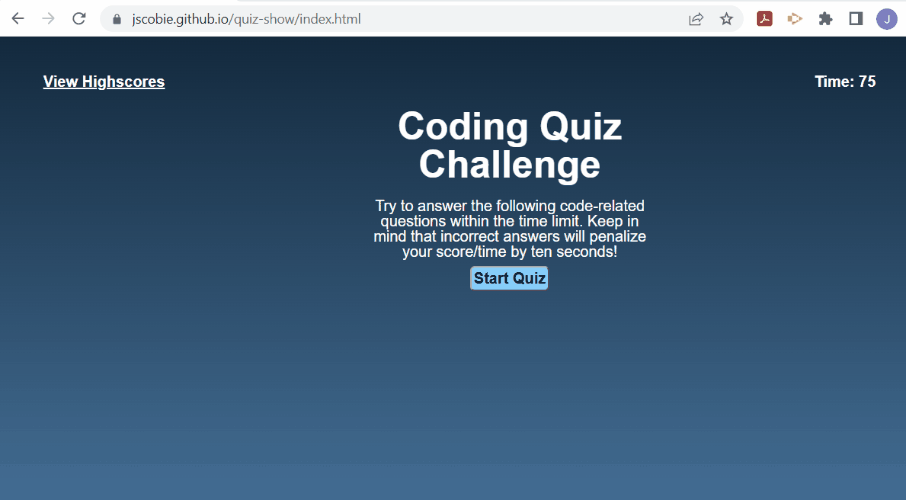 jscobie.github.io/quiz-show/index.html
J
View Highscores
Time: 75
Coding Quiz
Challenge
Try to answer the following code-related
questions within the time limit. Keep in
mind that incorrect answers will penalize
your score/time by ten seconds!
Start Quiz